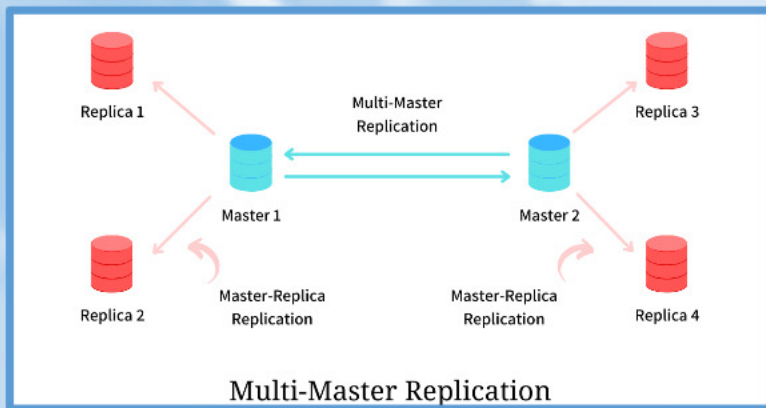 Replica 1
Replica 3
Multi-Master
Replication
Master 1
Master 2
Replica 2
Master-Replica
Replication
Master-Replica
Replication
Replica 4
Multi-Master Replication